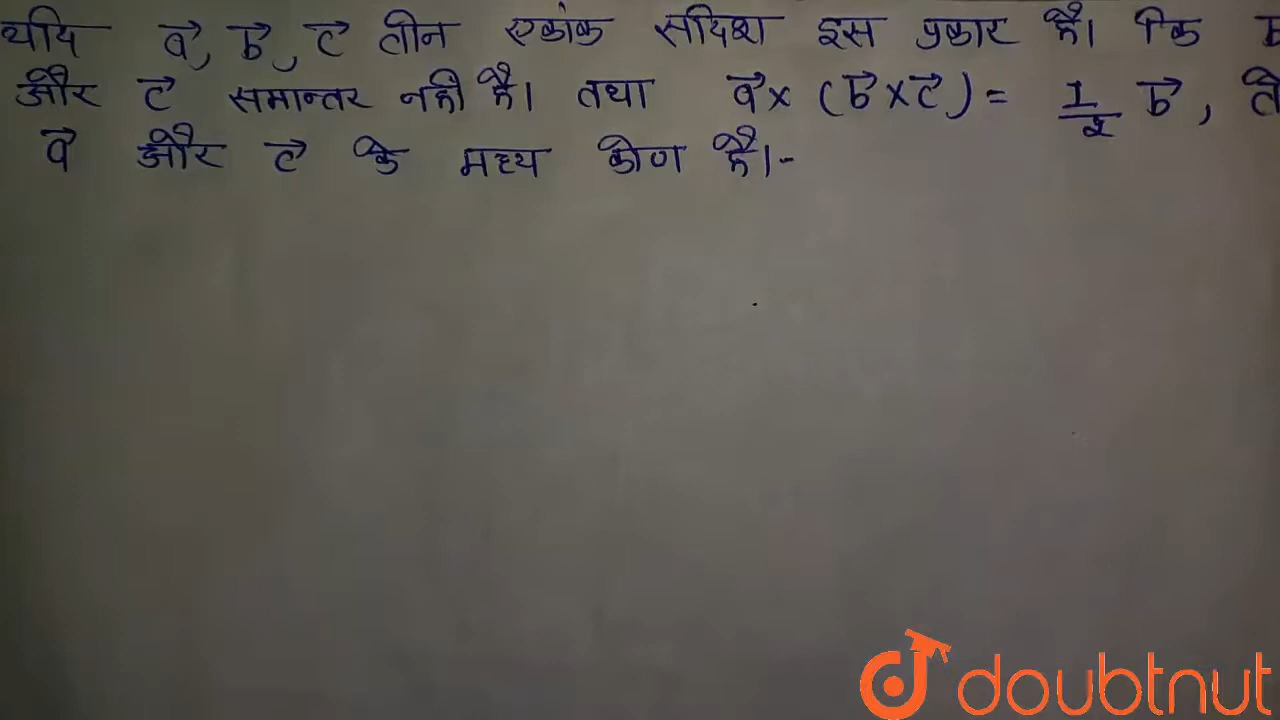 यदि a⃗, b⃗, c⃗ तीन एकांक सदिश इस प्रकार है। कि
और c⃗ समान्तर नही है। तथा a⃗ × (b⃗ × c⃗) = 1/2 b⃗,
a⃗ और c⃗ के मध्य कोण है।-
doubtnut